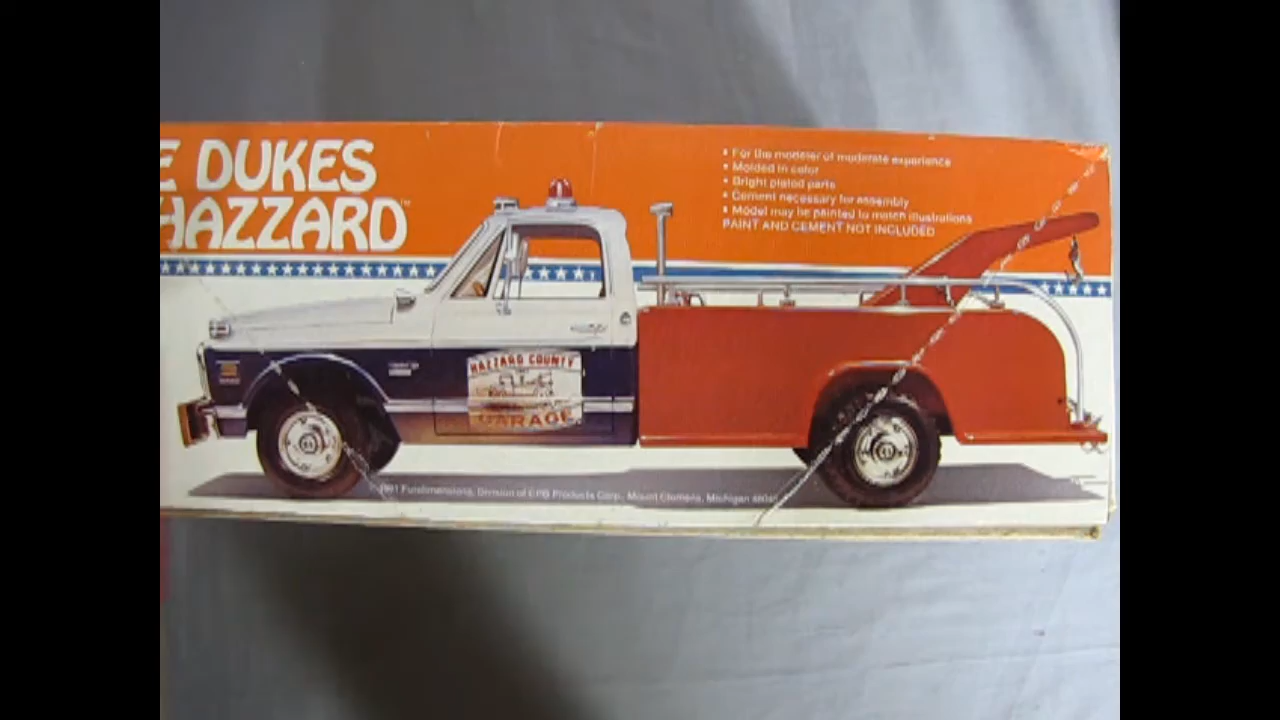 E DUKES
HAZZARD™
• For the modeler of moderate experience
• Molded in color
• Bright plated parts
• Cement necessary for assembly
• Model may be painted to match illustrations
PAINT AND CEMENT NOT INCLUDED
HAZZARD COUNTY
GARAGE
1981 Fundimensions, Division of CPG Products Corp., Mount Clemens, Michigan